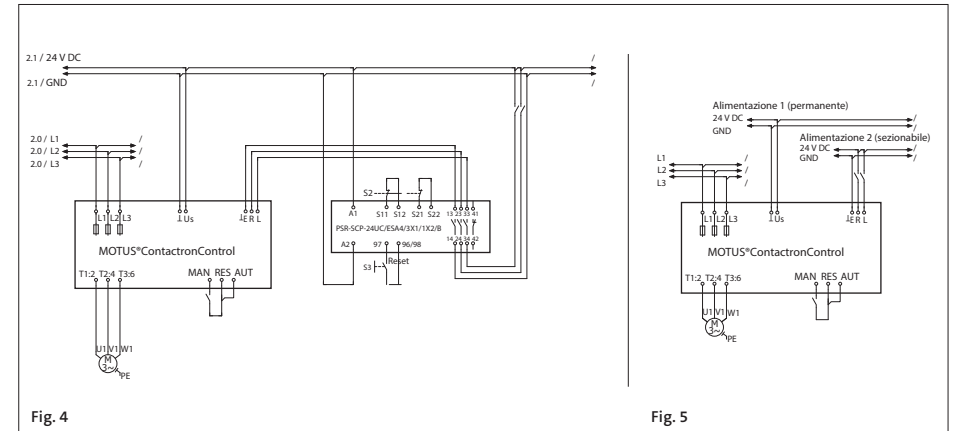 2.1 / 24 V DC
/
2.1 / GND
/
2.0 / L1
/
2.0 / L2
/
2.0 / L3
/
L1 L2 L3
⊥ Us
⊥E R L
MOTUS®ContactronControl
T1:2 T2:4 T3:6
MAN RES AUT
U1 V1 W1
M
3~
PE
S2
A1 S11 S12 S21 S22 13 23 33 41
PSR-SCP-24UC/ESA4/3X1/1X2/B
A2 97 96/98 14 24 34 42
Reset
S3
Fig. 4
Alimentazione 1 (permanente)
24 V DC
/
GND
/
Alimentazione 2 (sezionabile)
24 V DC
/
GND
/
L1
/
L2
/
L3
/
L1 L2 L3
⊥ Us
⊥E R L
MOTUS®ContactronControl
T1:2 T2:4 T3:6
MAN RES AUT
U1 V1 W1
M
3~
PE
Fig. 5